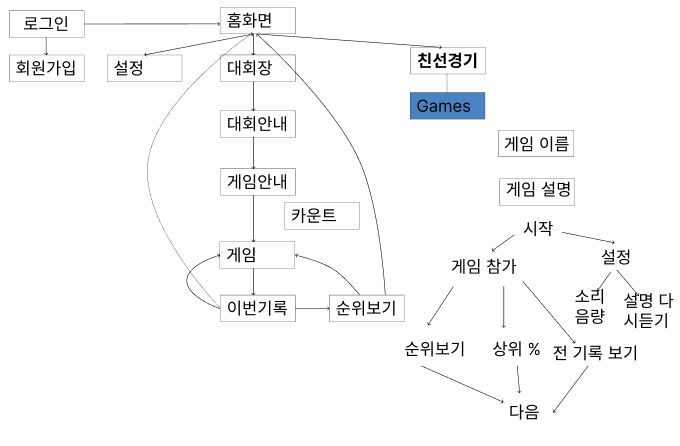 로그인
홈화면
회원가입
설정
대회장
친선경기
Games
대회안내
게임 이름
게임안내
게임 설명
카운트
시작
게임
게임 참가
설정
이번기록
순위보기
소리
음량
설명 다
시듣기
순위보기
상위 %
전 기록 보기
다음